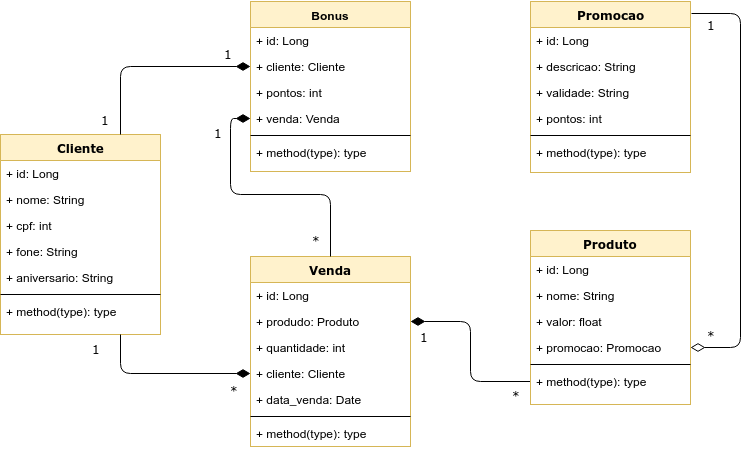 Bonus
+ id: Long
+ cliente: Cliente
+ pontos: int
+ venda: Venda
+ method(type): type
Promocao
+ id: Long
+ descricao: String
+ validade: String
+ pontos: int
+ method(type): type
1
1
1
1
Cliente
+ id: Long
+ nome: String
+ cpf: int
+ fone: String
+ aniversario: String
+ method(type): type
*
Venda
+ id: Long
+ produdo: Produto
+ quantidade: int
+ cliente: Cliente
+ data_venda: Date
+ method(type): type
Produto
+ id: Long
+ nome: String
+ valor: float
+ promocao: Promocao
+ method(type): type
*
1
1
*
*